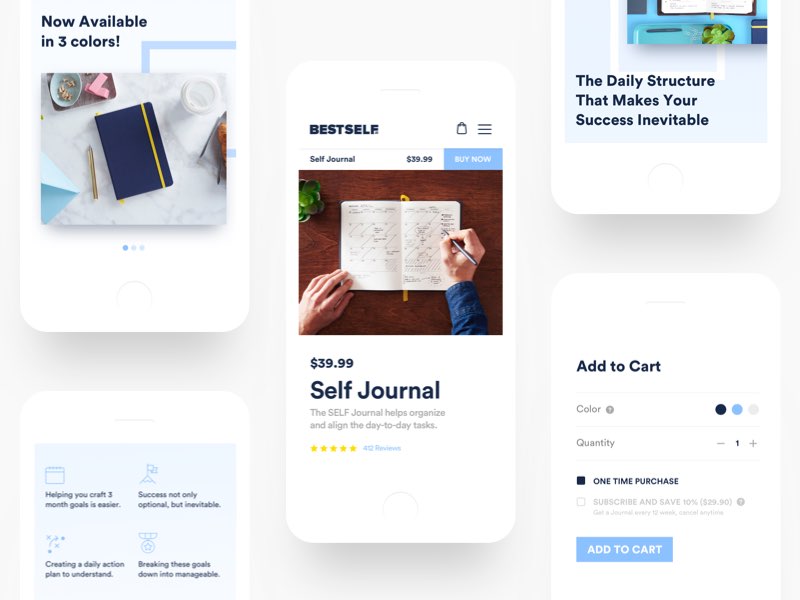 Now Available
in 3 colors!
BESTSELF
Self Journal
$39.99
BUY NOW
$39.99
Self Journal
The SELF Journal helps organize
and align the day-to-day tasks.
412 Reviews
The Daily Structure
That Makes Your
Success Inevitable
Helping you craft 3
month goals is easier.
Success not only
optional, but inevitable.
Creating a daily action
plan to understand.
Breaking these goals
down into manageable.
Add to Cart
Color ?
Quantity
1
ONE TIME PURCHASE
SUBSCRIBE AND SAVE 10% ($29.90) ?
Get a Journal every 12 week, cancel anytime
ADD TO CART